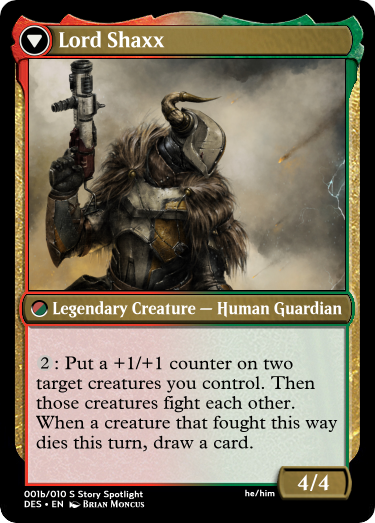 Lord Shaxx
Legendary Creature — Human Guardian
2 : Put a +1/+1 counter on two
target creatures you control. Then
those creatures fight each other.
When a creature that fought this way
dies this turn, draw a card.
4/4
001b/010 S Story Spotlight
he/him
DES • EN Brian Moncus